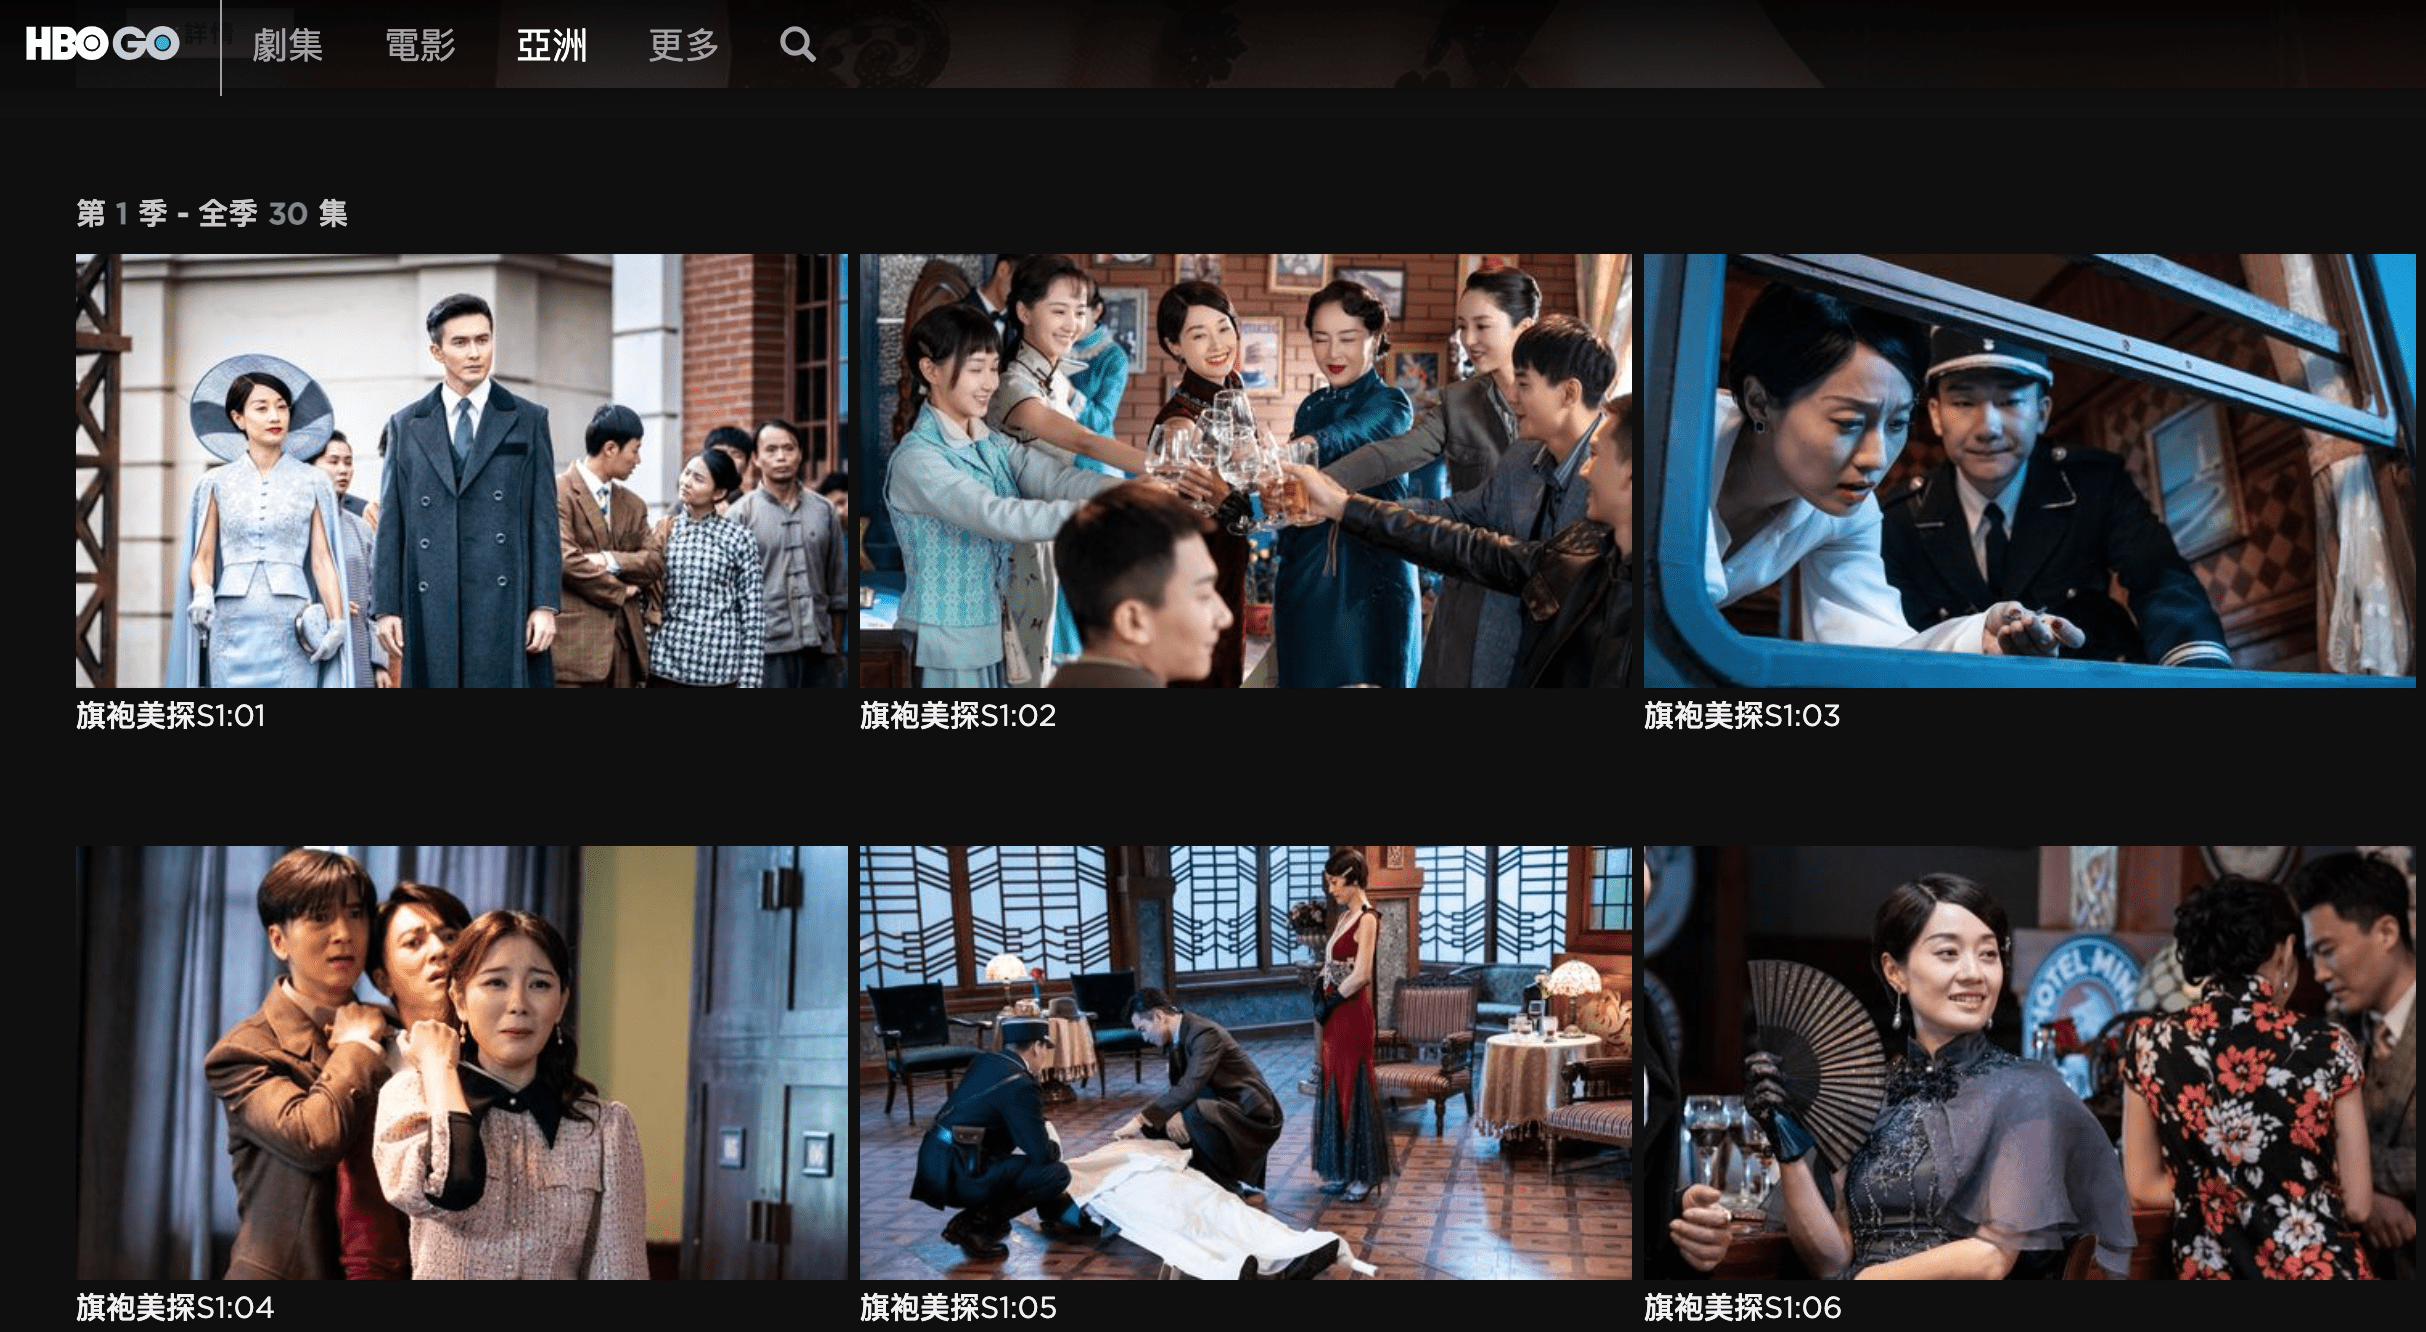 HBO GO 劇集 電影 亞洲 更多
第 1 季 - 全季 30 集
旗袍美探S1:01
旗袍美探S1:02
旗袍美探S1:03
HOTEL MIN
旗袍美探S1:04
旗袍美探S1:05
旗袍美探S1:06